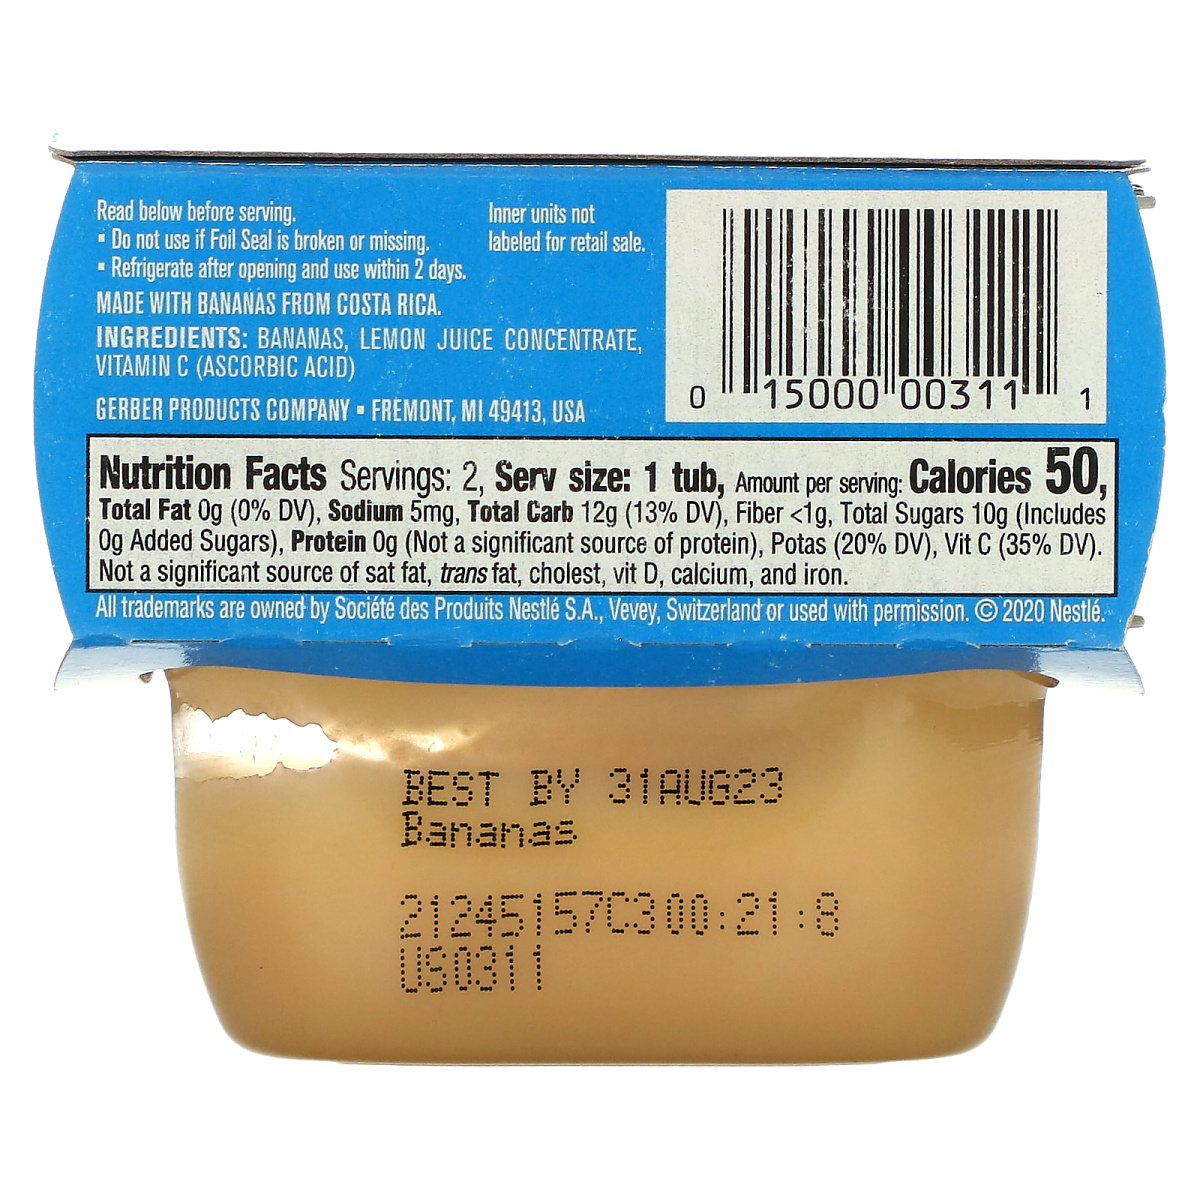 Read below before serving.
▪ Do not use if Foil Seal is broken or missing.
▪ Refrigerate after opening and use within 2 days.
Inner units not
labeled for retail sale.
MADE WITH BANANAS FROM COSTA RICA.
INGREDIENTS: BANANAS, LEMON JUICE CONCENTRATE,
VITAMIN C (ASCORBIC ACID)
GERBER PRODUCTS COMPANY ▪ FREMONT, MI 49413, USA
0 15000 00311 1
Nutrition Facts Servings: 2, Serv size: 1 tub, Amount per serving: Calories 50,
Total Fat 0g (0% DV), Sodium 5mg, Total Carb 12g (13% DV), Fiber <1g, Total Sugars 10g (Includes
0g Added Sugars), Protein 0g (Not a significant source of protein), Potas (20% DV), Vit C (35% DV).
Not a significant source of sat fat, trans fat, cholest, vit D, calcium, and iron.
All trademarks are owned by Société des Produits Nestlé S.A., Vevey, Switzerland or used with permission. © 2020 Nestlé.
BEST BY 31AUG23
Bananas
21245157C300:21:8
US0311